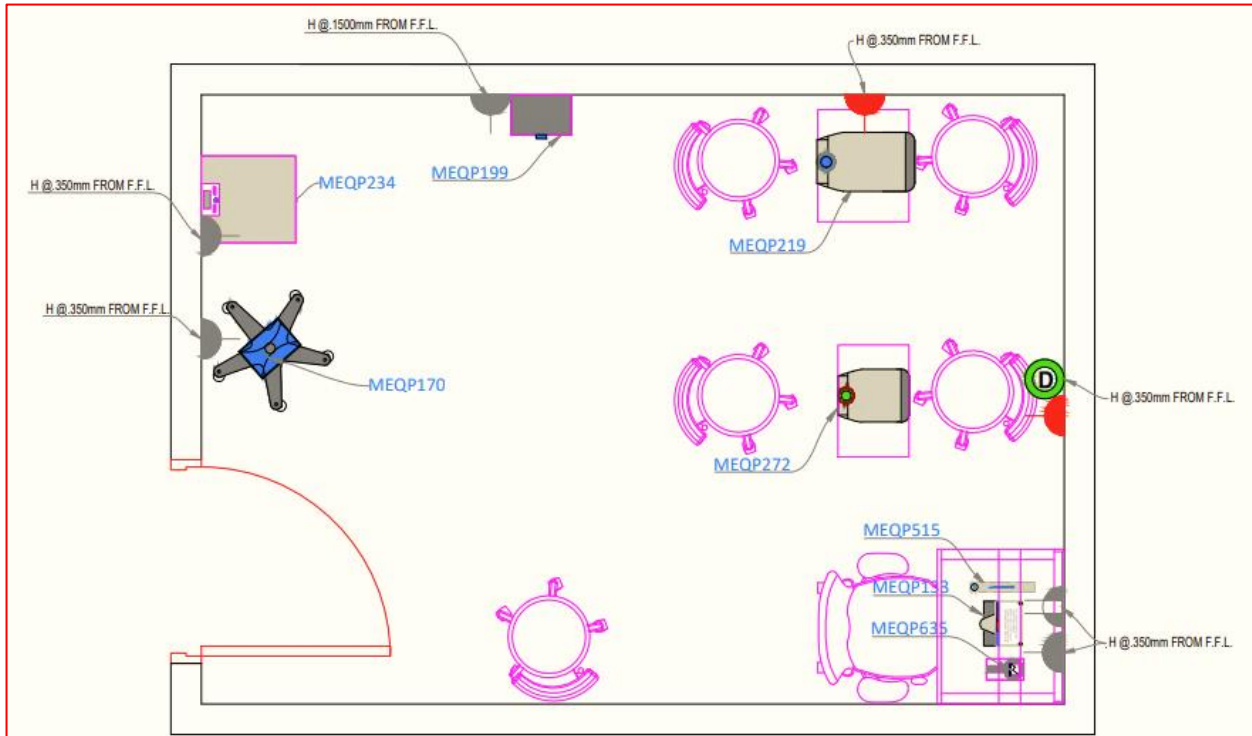 H @.1500mm FROM F.F.L.
H @.350mm FROM F.F.L.
MEQP199
MEQP234
H @.350mm FROM F.F.L.
MEQP219
H @.350mm FROM F.F.L.
MEQP170
D
H @.350mm FROM F.F.L.
MEQP272
MEQP515
MEQP133
MEQP635
H @.350mm FROM F.F.L.